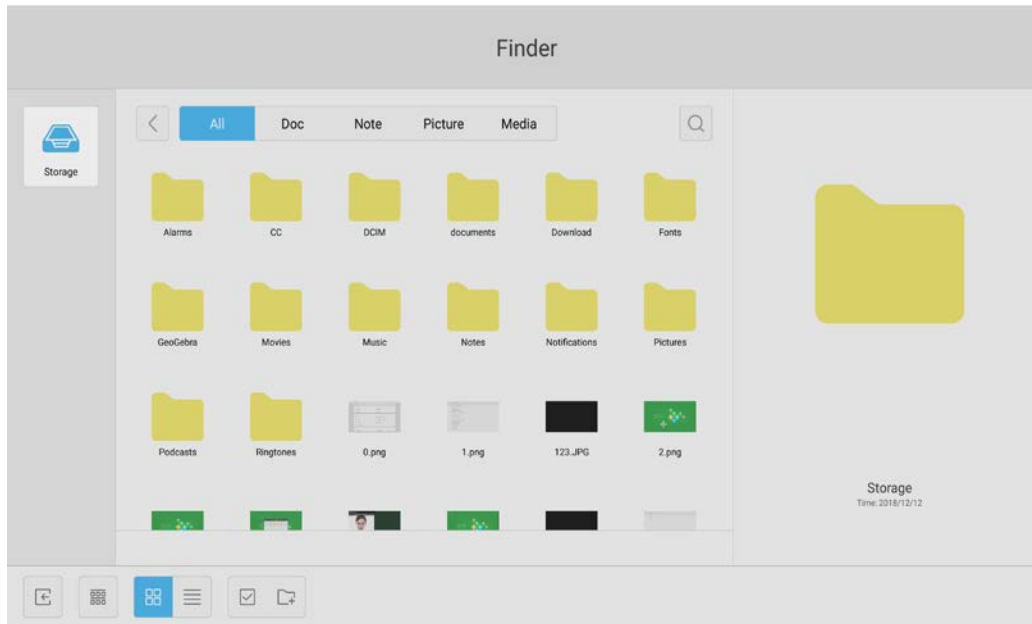 Finder
Storage
All Doc Note Picture Media
Alarms CC DCIM documents Download Fonts
GeoGebra Movies Music Notes Notifications Pictures
Podcasts Ringtones 0.png 1.png 123.JPG 2.png
Storage
Time: 2018/12/12